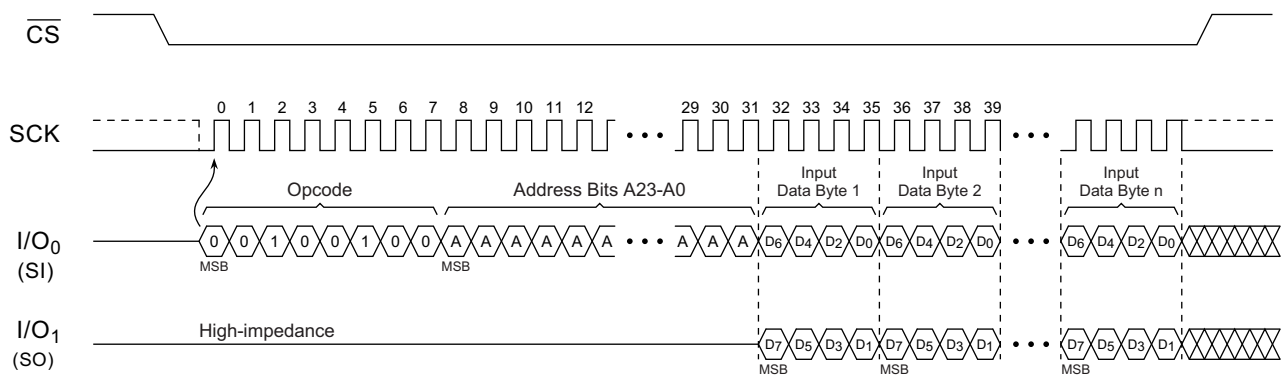 CS
0 1 2 3 4 5 6 7 8 9 10 11 12 29 30 31 32 33 34 35 36 37 38 39
SCK
Opcode
Address Bits A23-A0
Input
Data Byte 1
Input
Data Byte 2
Input
Data Byte n
I/O0
(SI)
0 0 1 0 0 1 0 0 A A A A A A A A A D6 D4 D2 D0 D6 D4 D2 D0 D6 D4 D2 D0
MSB MSB
High-impedance
I/O1
(SO)
D7 D5 D3 D1 D7 D5 D3 D1 D7 D5 D3 D1
MSB MSB MSB